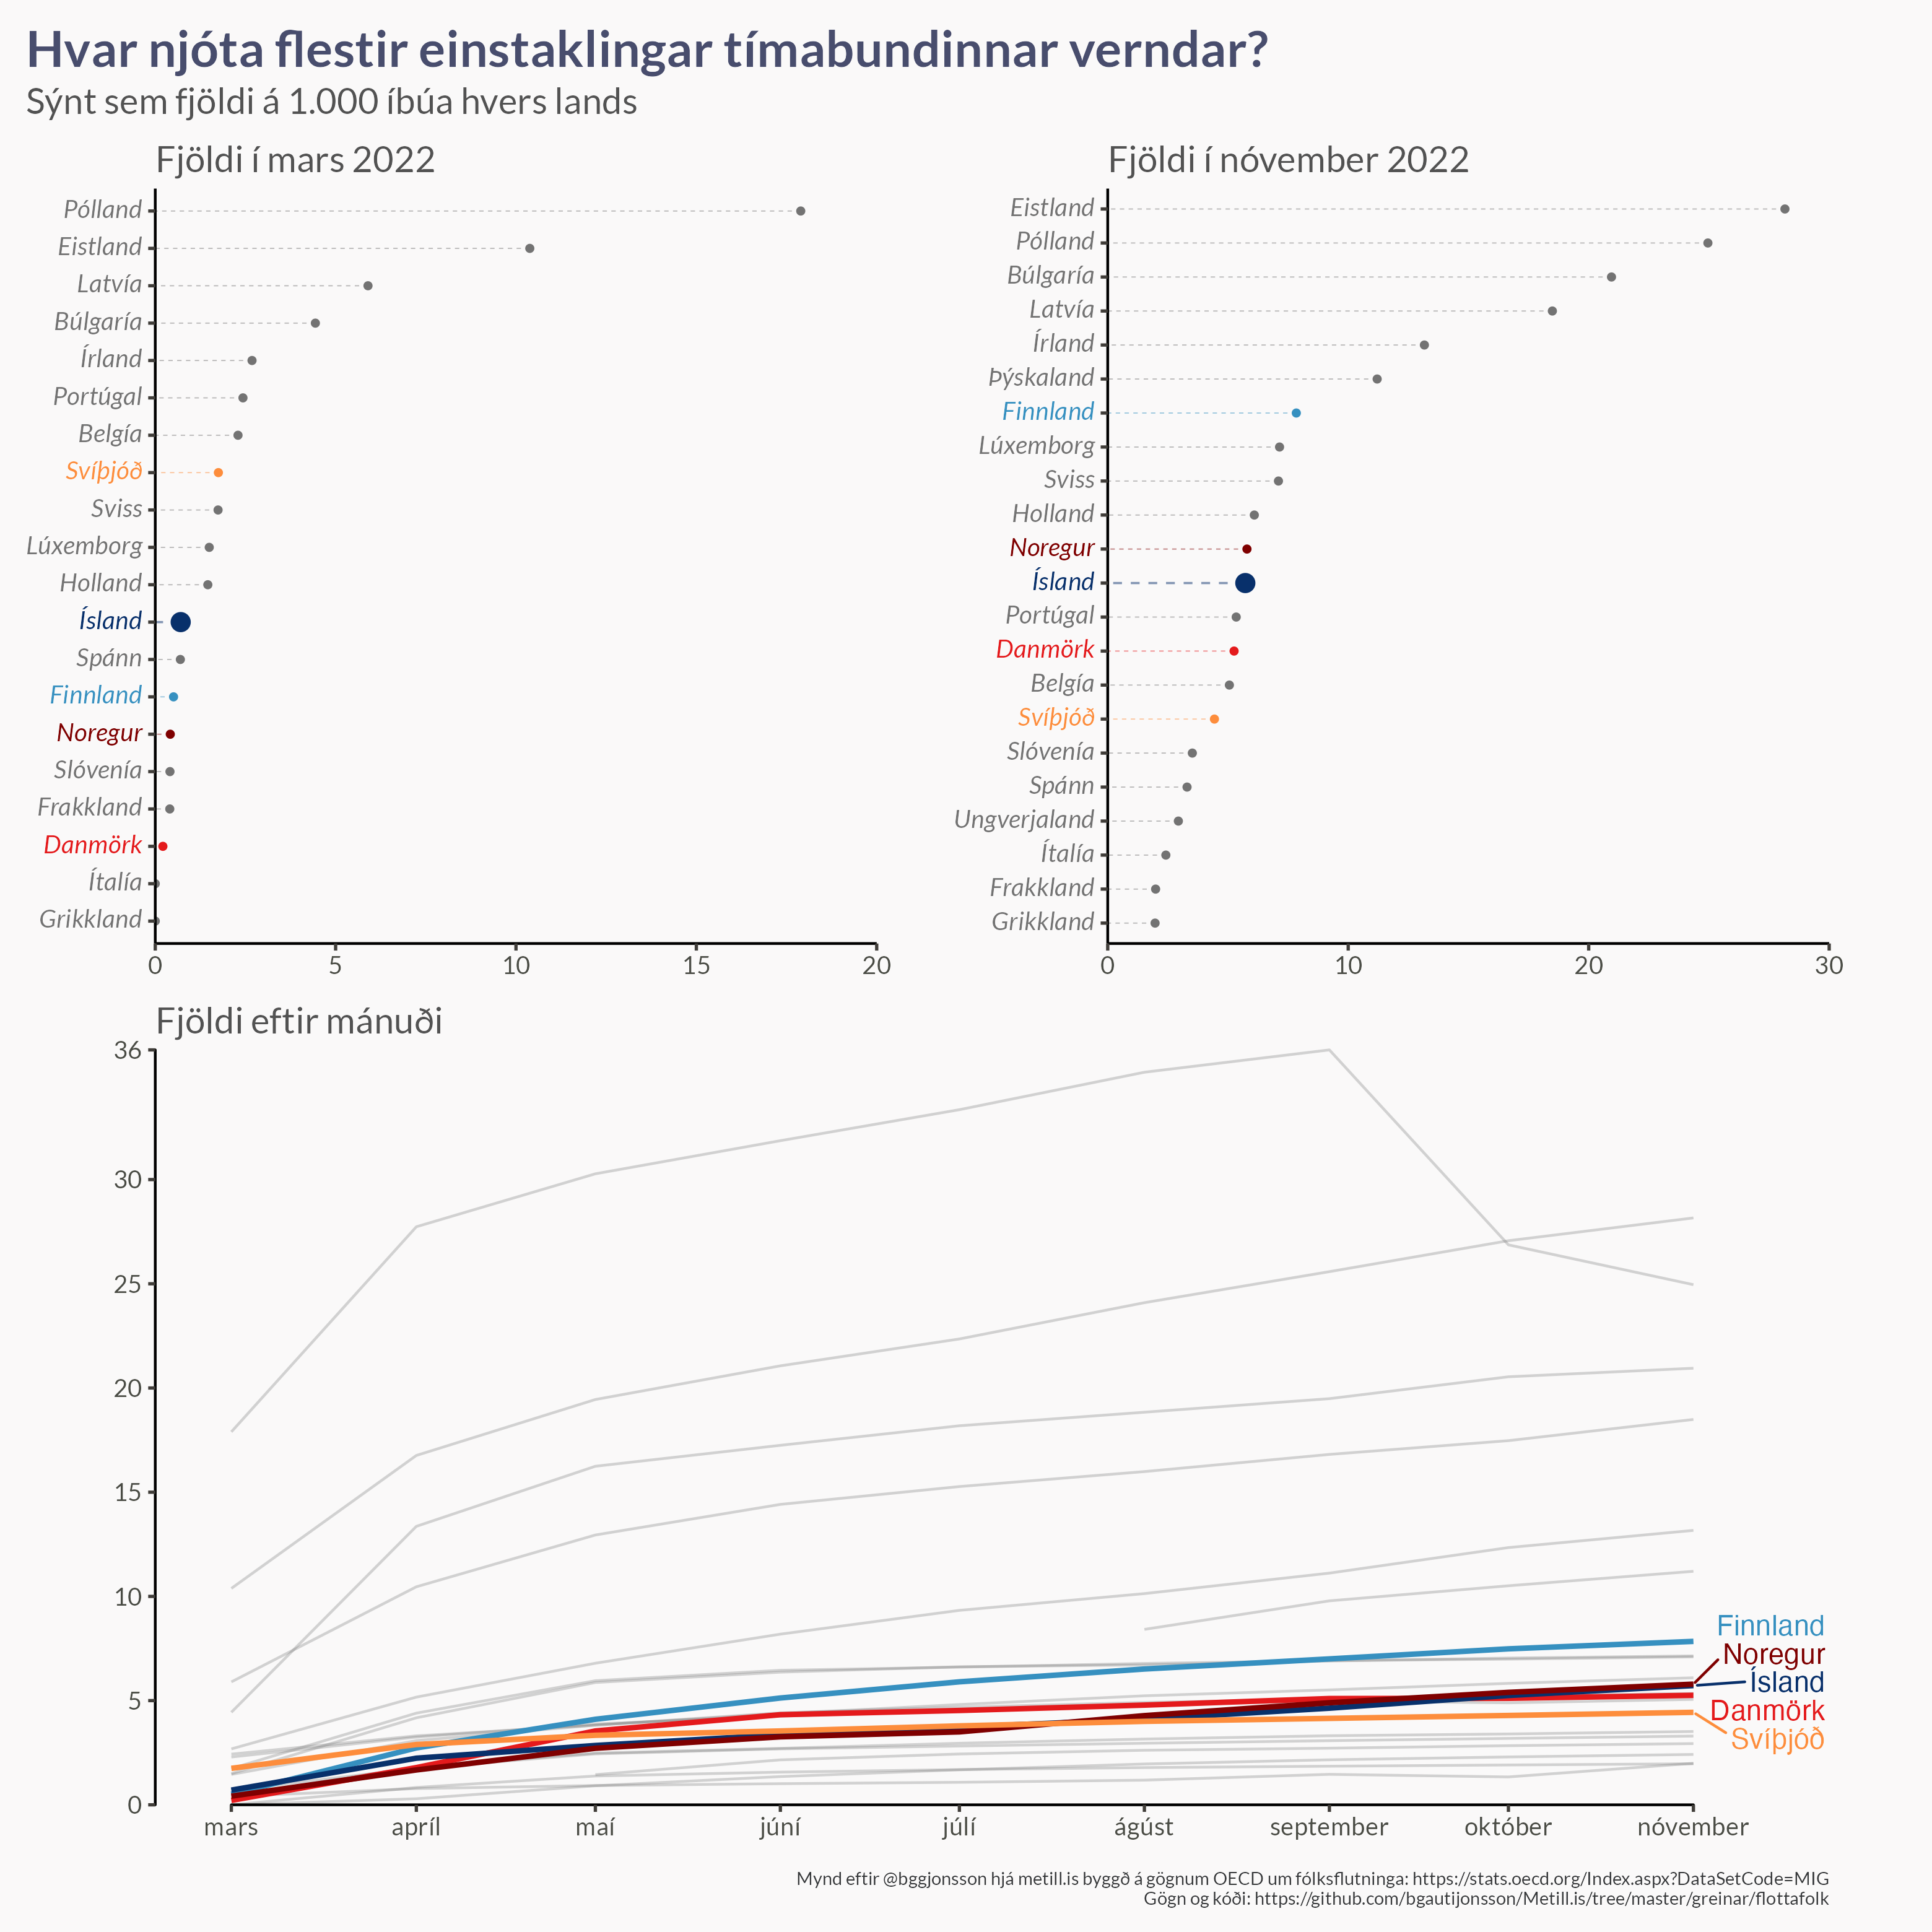 Hvar njóta flestir einstaklingar tímabundinnar verndar?
Sýnt sem fjöldi á 1.000 íbúa hvers lands
Fjöldi í mars 2022
Pólland
Eistland
Latvía
Búlgaría
Írland
Portúgal
Belgía
Svíþjóð
Sviss
Lúxemborg
Holland
Ísland
Spánn
Finnland
Noregur
Slóvenía
Frakkland
Danmörk
Ítalía
Grikkland
0 5 10 15 20
Fjöldi í nóvember 2022
Eistland
Pólland
Búlgaría
Latvía
Írland
Þýskaland
Finnland
Lúxemborg
Sviss
Holland
Noregur
Ísland
Portúgal
Danmörk
Belgía
Svíþjóð
Slóvenía
Spánn
Ungverjaland
Ítalía
Frakkland
Grikkland
0 10 20 30
Fjöldi eftir mánuði
36
30
25
20
15
10
5
0
Finnland
Noregur
Ísland
Danmörk
Svíþjóð
mars apríl maí júní júlí ágúst september október nóvember
Mynd eftir @bggjonsson hjá metill.is byggð á gögnum OECD um fólksflutninga: https://stats.oecd.org/Index.aspx?DataSetCode=MIG
Gögn og kóði: https://github.com/bgautijonsson/Metill.is/tree/master/greinar/flottafolk